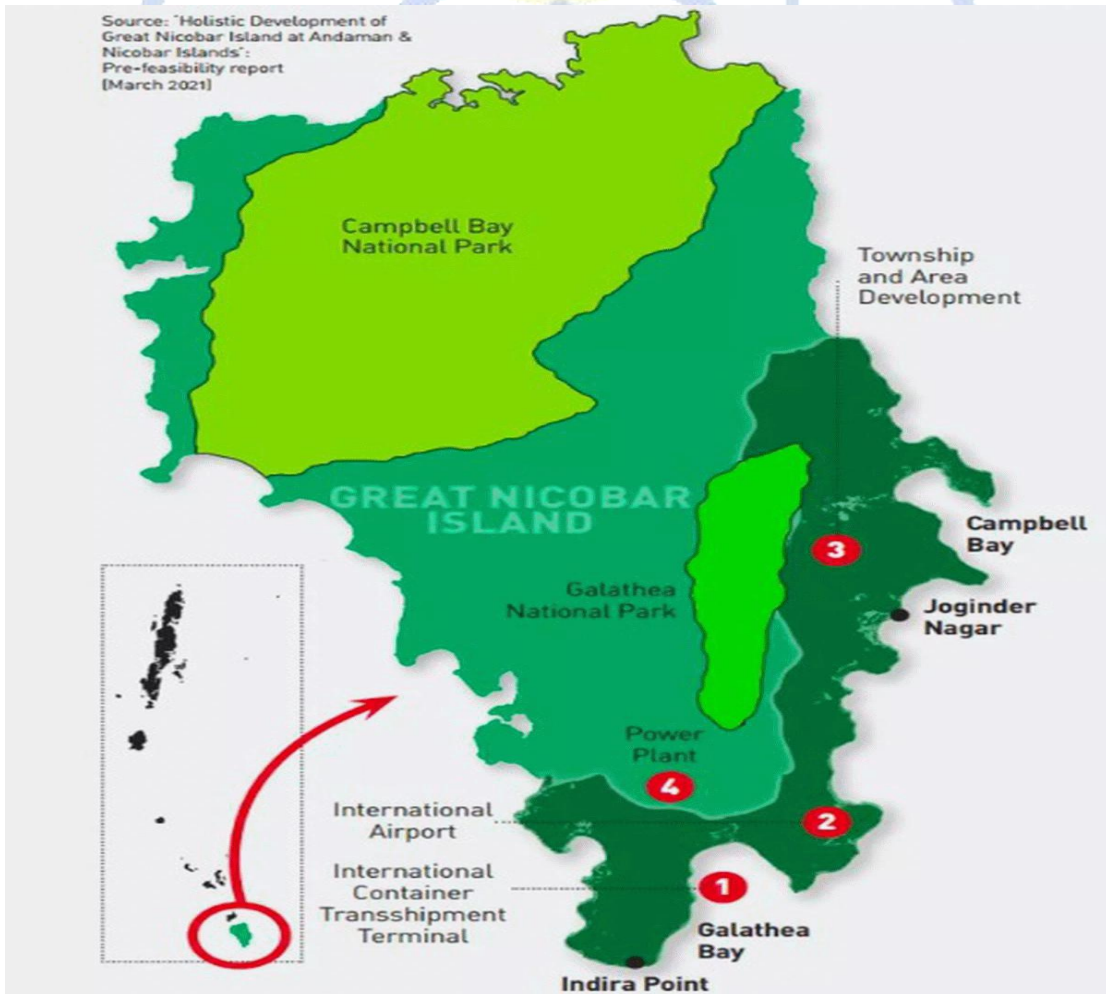 Source: "Holistic Development of
Great Nicobar Island at Andaman &
Nicobar Islands":
Pre-feasibility report
[March 2021]
Campbell Bay
National Park
Township
and Area
Development
GREAT NICOBAR
ISLAND
Campbell
Bay
3
Galathea
National Park
Joginder
Nagar
Power
Plant
4
International
Airport
2
International
Container
Transshipment
Terminal
1
Galathea
Bay
Indira Point